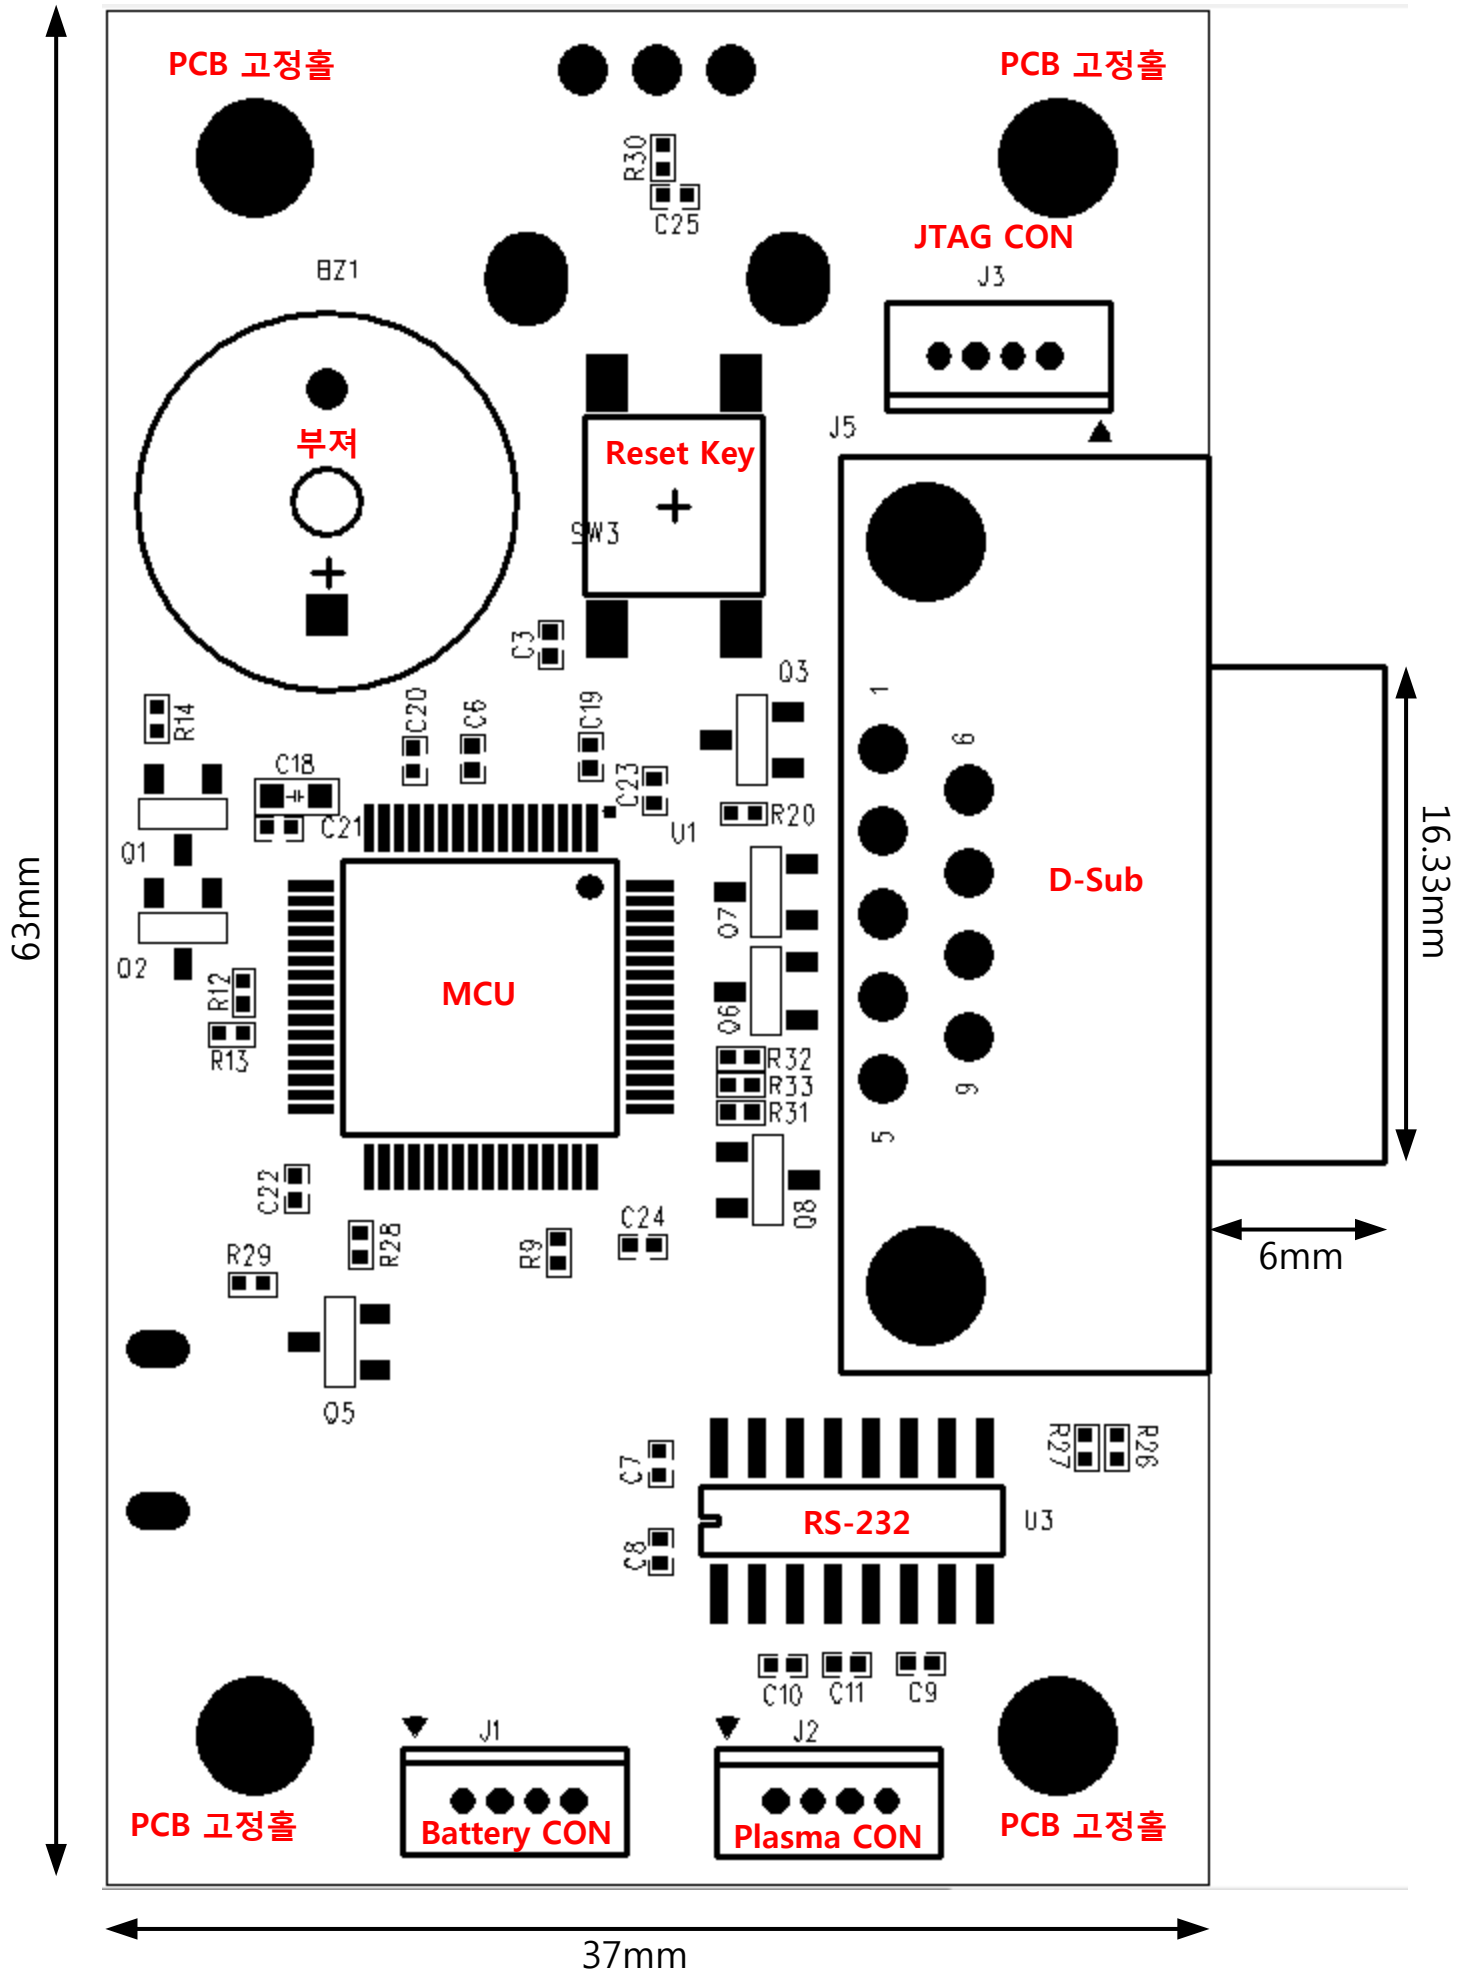 PCB 고정홀
PCB 고정홀
R30
C25
JTAG CON
BZ1
J3
부져
J5
Reset Key
SW3
C3
Q3
1
R14
C20
C6
C19
6
C18
C23
R20
C21
U1
Q1
Q7
D-Sub
16.33mm
63mm
Q2
R12
MCU
Q6
R13
R32
R33
R31
9
5
C22
Q8
R29
R28
R9
C24
6mm
Q5
C7
R27
R26
RS-232
U3
C8
C10
C11
C9
J1
J2
PCB 고정홀
Battery CON
Plasma CON
PCB 고정홀
37mm